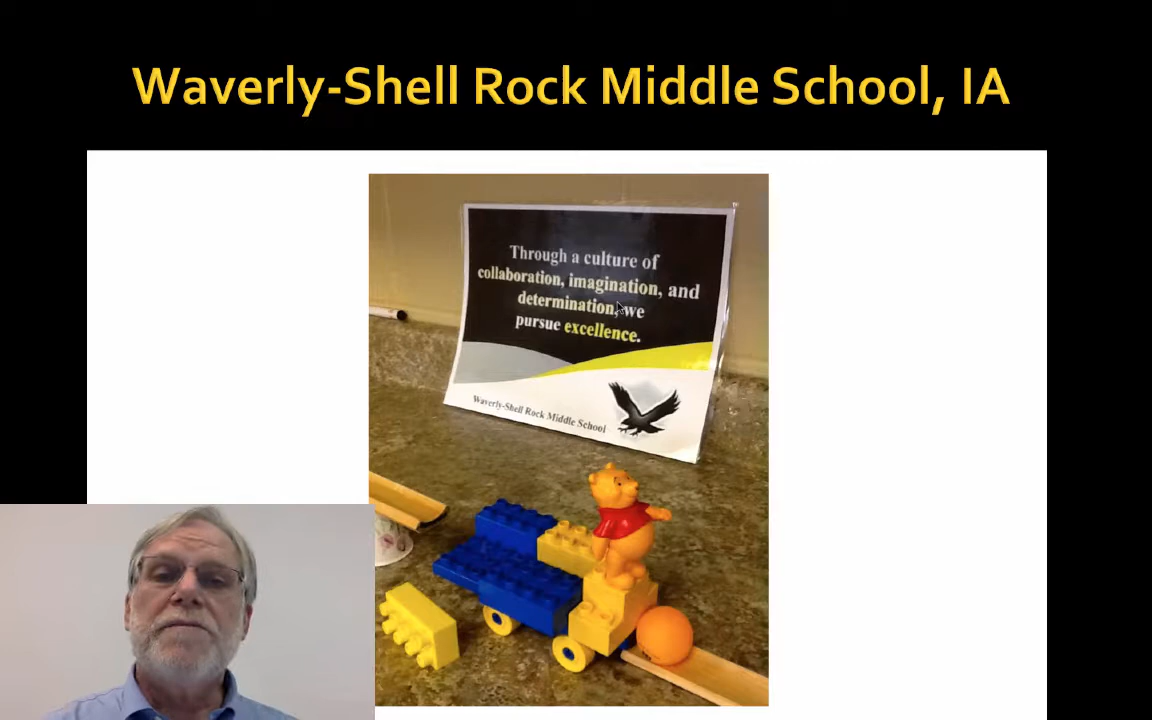 Waverly-Shell Rock Middle School, IA
Through a culture of
collaboration, imagination, and
determination, we
pursue excellence.
Waverly-Shell Rock Middle School